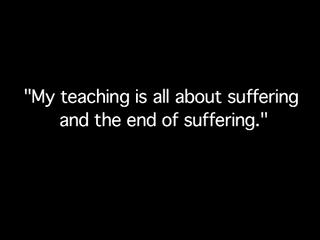 "My teaching is all about suffering
and the end of suffering."